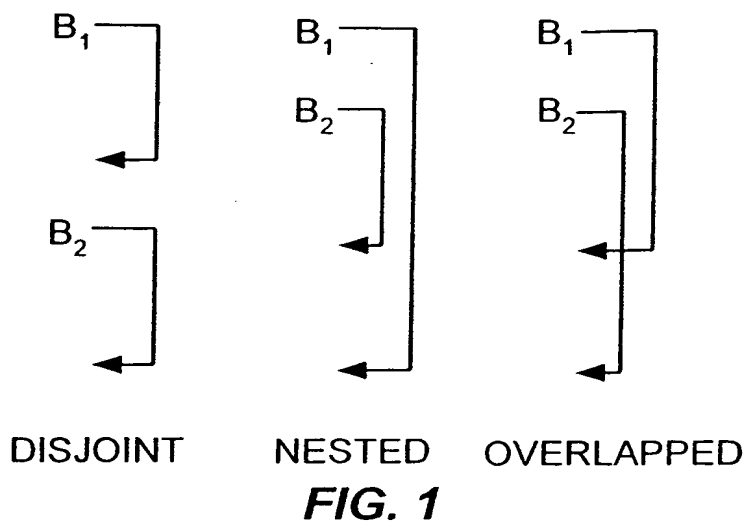 B1 B1 B1
B2 B2
B2
DISJOINT NESTED OVERLAPPED
FIG. 1